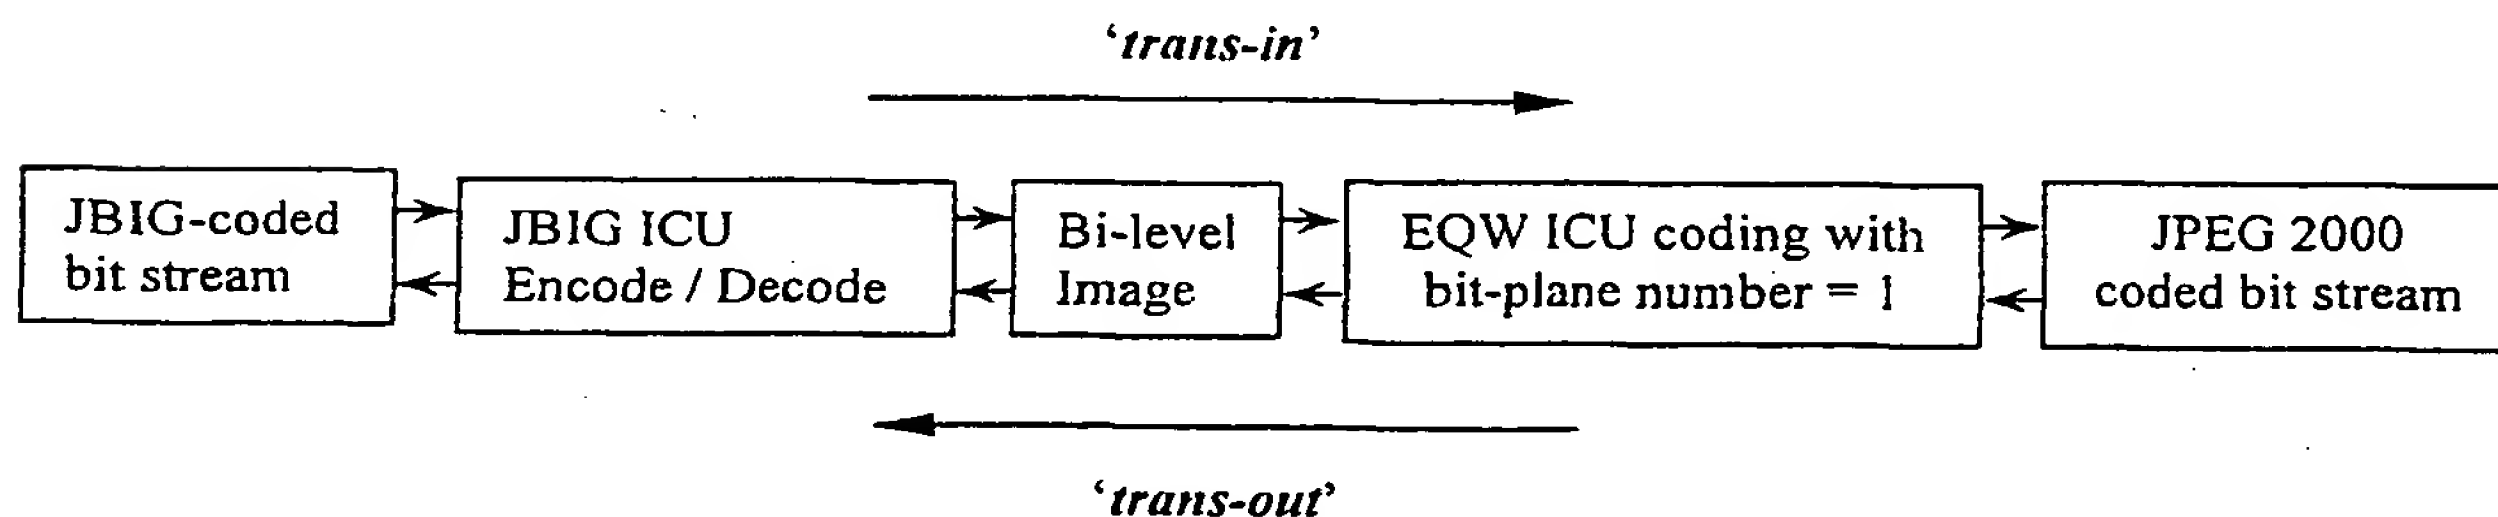 ‘trans-in’
JBIG-coded
bit stream
JBIG ICU
Encode / Decode
Bi-level
Image
EQW ICU coding with
bit-plane number = 1
JPEG 2000
coded bit stream
‘trans-out’